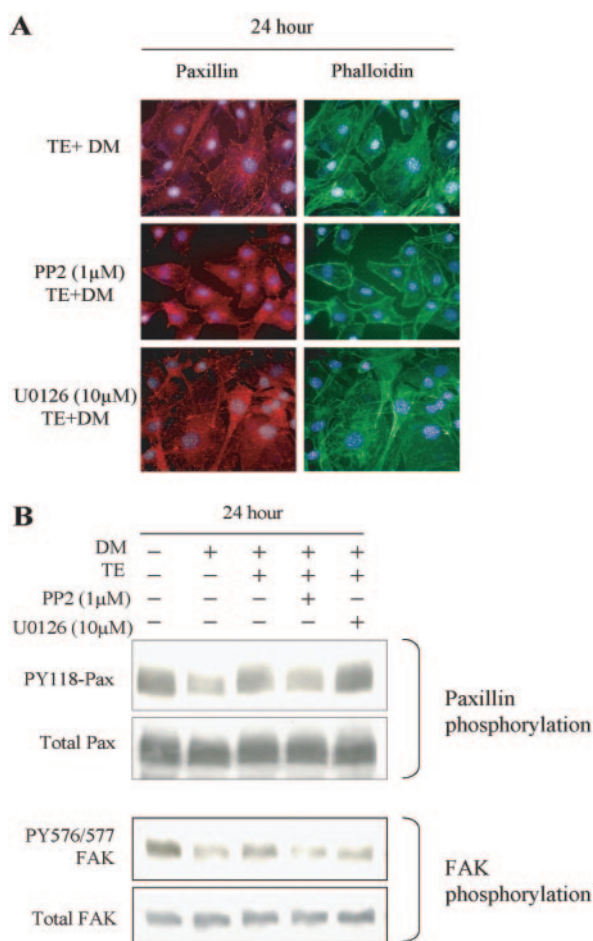 A
24 hour
Paxillin Phalloidin
TE+ DM
PP2 (1μM)
TE+DM
U0126 (10μM)
TE+DM
B
24 hour
DM − + + + +
TE − − + + +
PP2 (1μM) − − − + −
U0126 (10μM) − − − − +
PY118-Pax
Total Pax
Paxillin
phosphorylation
PY576/577
FAK
Total FAK
FAK
phosphorylation